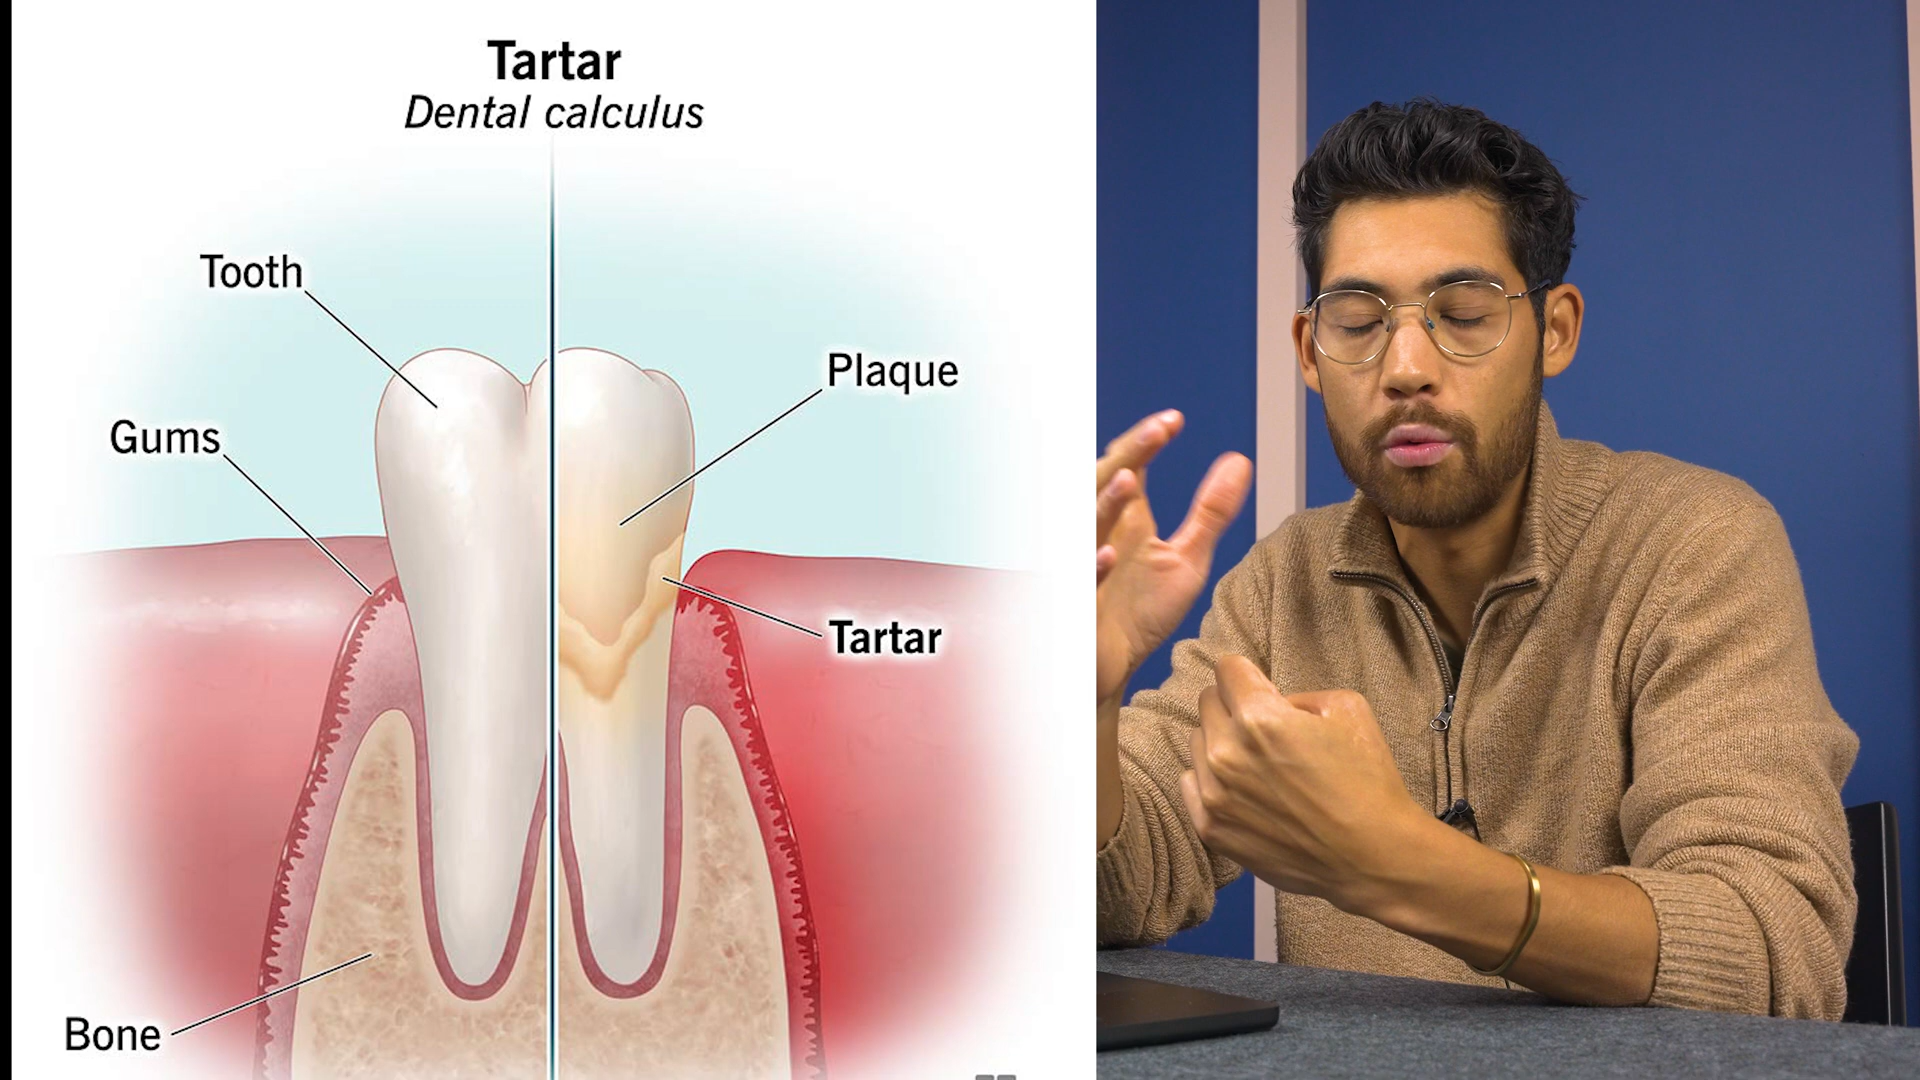 Tartar
Dental calculus
Tooth
Plaque
Gums
Tartar
Bone